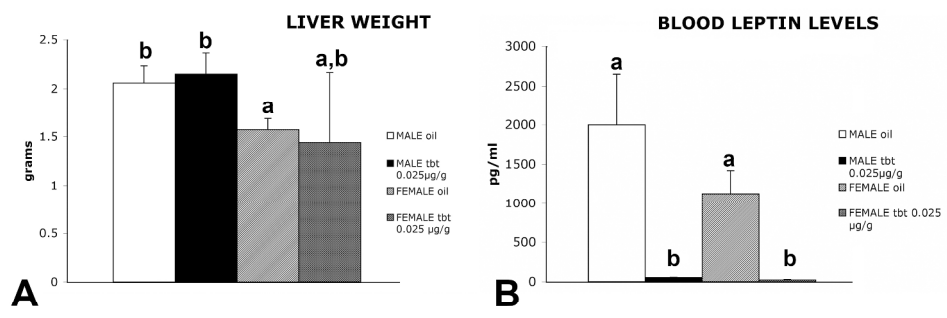 LIVER WEIGHT
2.5
2
1.5
1
0.5
0
grams
b
b
a
a,b
MALE oil
MALE tbt
0.025µg/g
FEMALE oil
FEMALE tbt
0.025 µg/g
A
BLOOD LEPTIN LEVELS
3000
2500
2000
1500
1000
500
0
pg/ml
a
b
a
b
MALE oil
MALE tbt
0.025µg/g
FEMALE oil
FEMALE tbt 0.025
µg/g
B